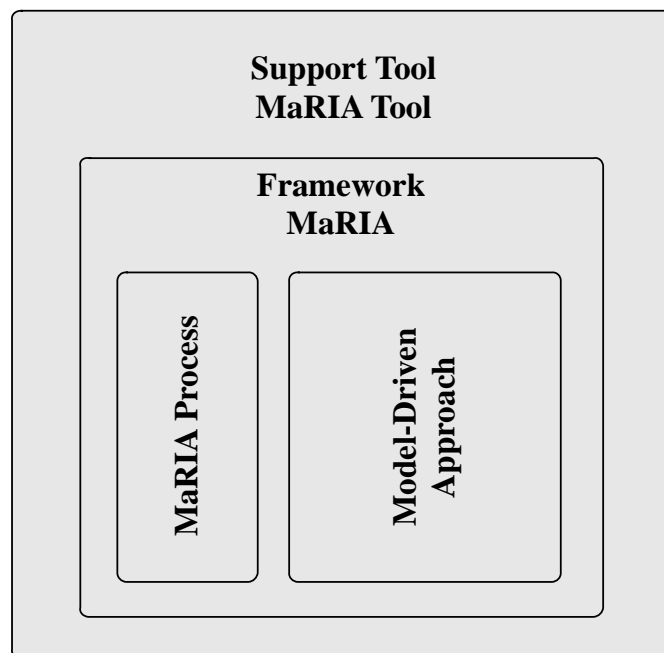 Support Tool
MaRIA Tool
Framework
MaRIA
MaRIA Process
Model-Driven
Approach